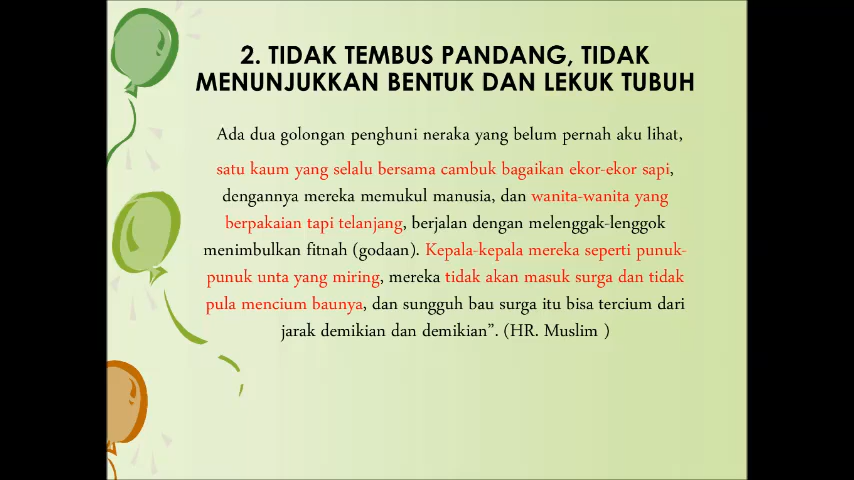 2. TIDAK TEMBUS PANDANG, TIDAK
MENUNJUKKAN BENTUK DAN LEKUK TUBUH
Ada dua golongan penghuni neraka yang belum pernah aku lihat,
satu kaum yang selalu bersama cambuk bagaikan ekor-ekor sapi,
dengannya mereka memukul manusia, dan wanita-wanita yang
berpakaian tapi telanjang, berjalan dengan melenggak-lenggok
menimbulkan fitnah (godaan). Kepala-kepala mereka seperti punuk-
punuk unta yang miring, mereka tidak akan masuk surga dan tidak
pula mencium baunya, dan sungguh bau surga itu bisa tercium dari
jarak demikian dan demikian”. (HR. Muslim )